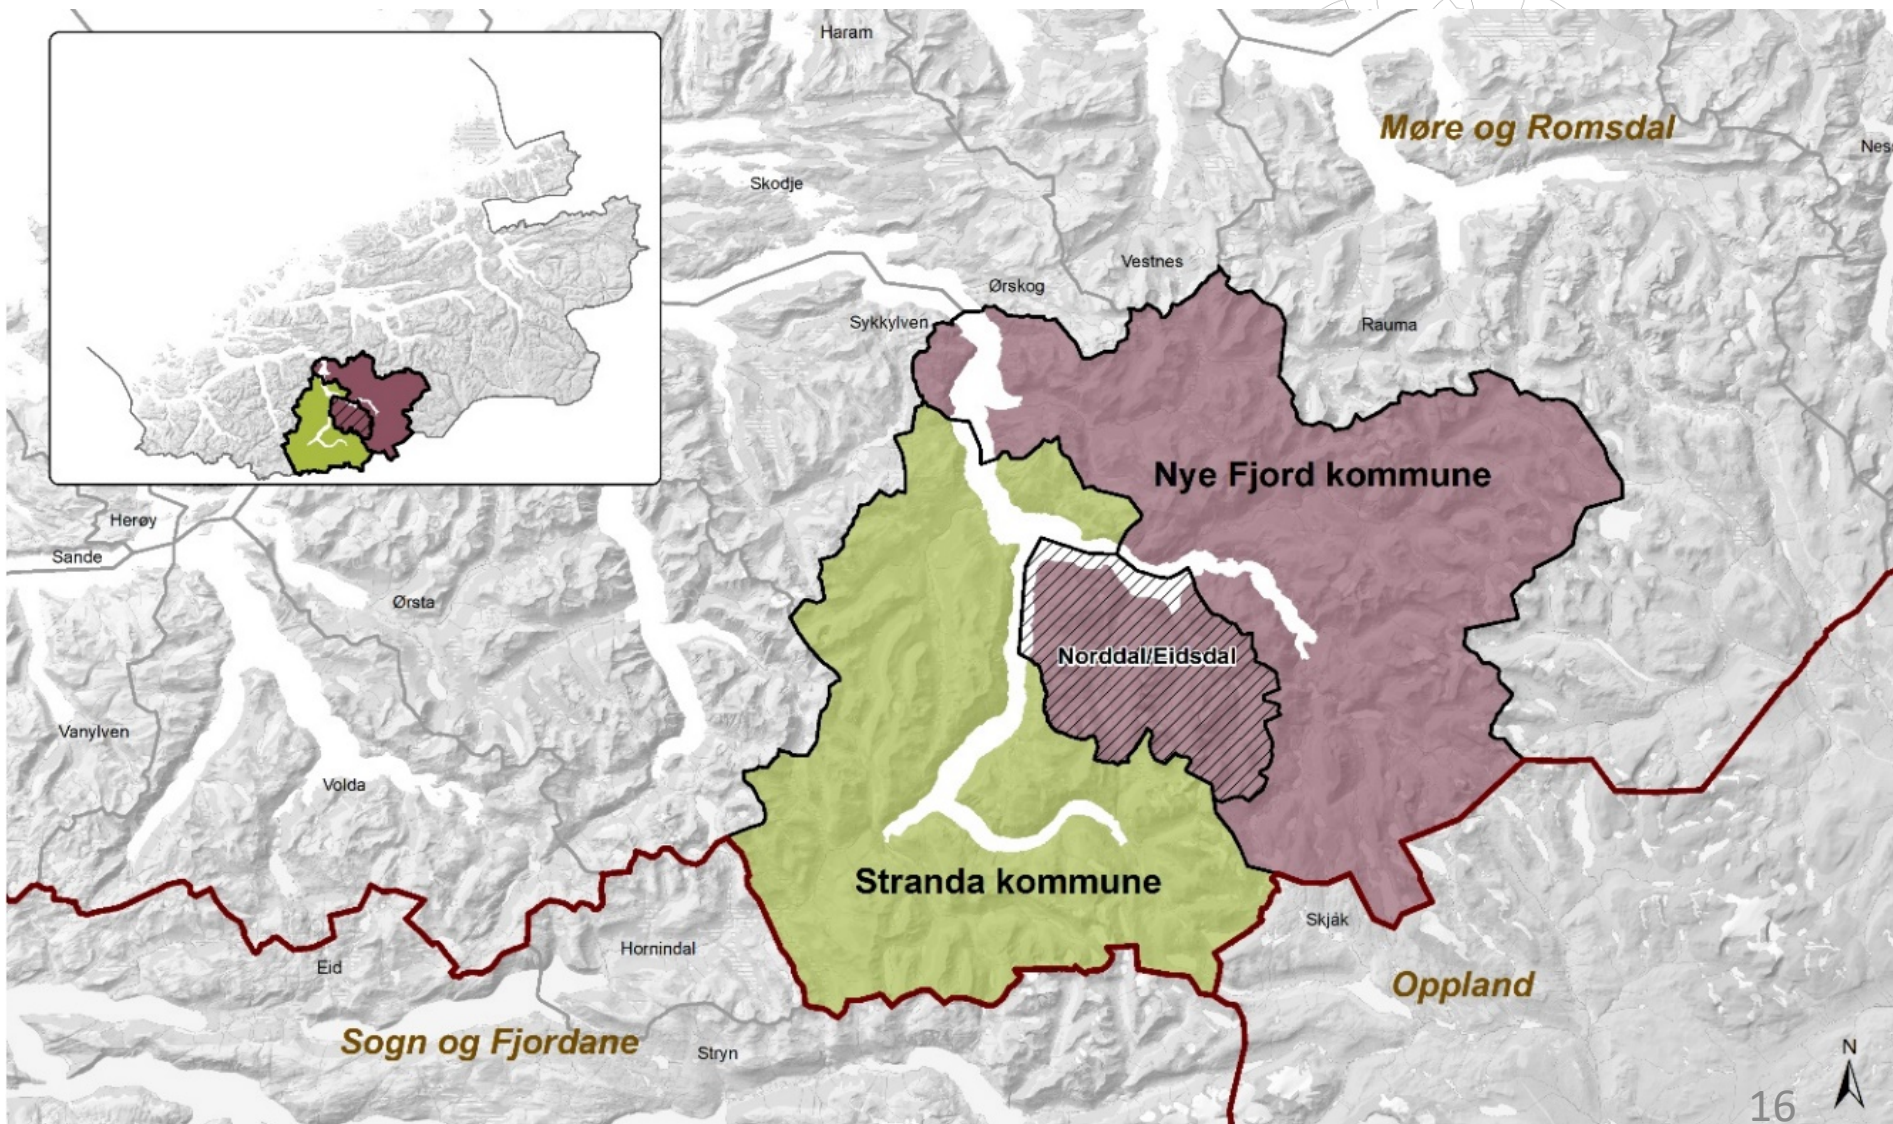 Haram
Møre og Romsdal
Nes
Skodje
Vestnes
Ørskog
Sykkylven
Rauma
Nye Fjord kommune
Herøy
Sande
Ørsta
Norddal/Eidsdal
Vanylven
Volda
Stranda kommune
Skjåk
Hornindal
Eid
Oppland
Sogn og Fjordane
Stryn
N
16